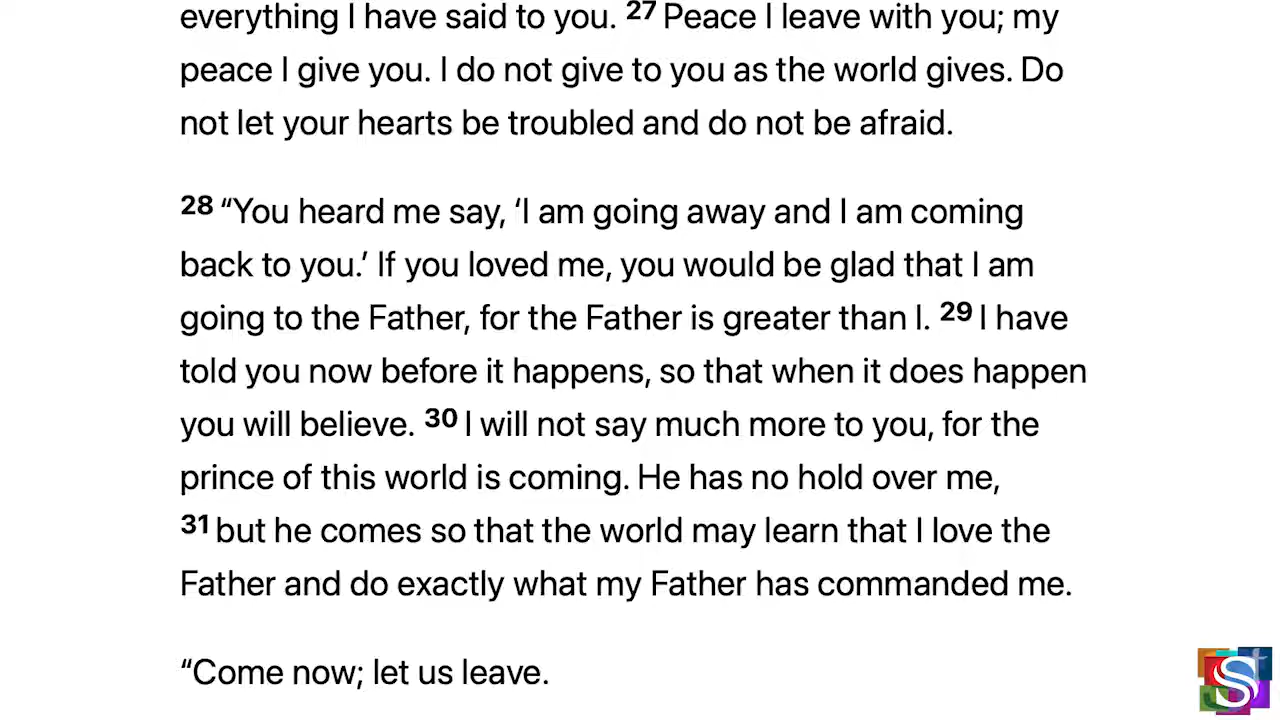 everything I have said to you. 27 Peace I leave with you; my
peace I give you. I do not give to you as the world gives. Do
not let your hearts be troubled and do not be afraid.
28 “You heard me say, ‘I am going away and I am coming
back to you.’ If you loved me, you would be glad that I am
going to the Father, for the Father is greater than I. 29 I have
told you now before it happens, so that when it does happen
you will believe. 30 I will not say much more to you, for the
prince of this world is coming. He has no hold over me,
31 but he comes so that the world may learn that I love the
Father and do exactly what my Father has commanded me.
“Come now; let us leave.
S